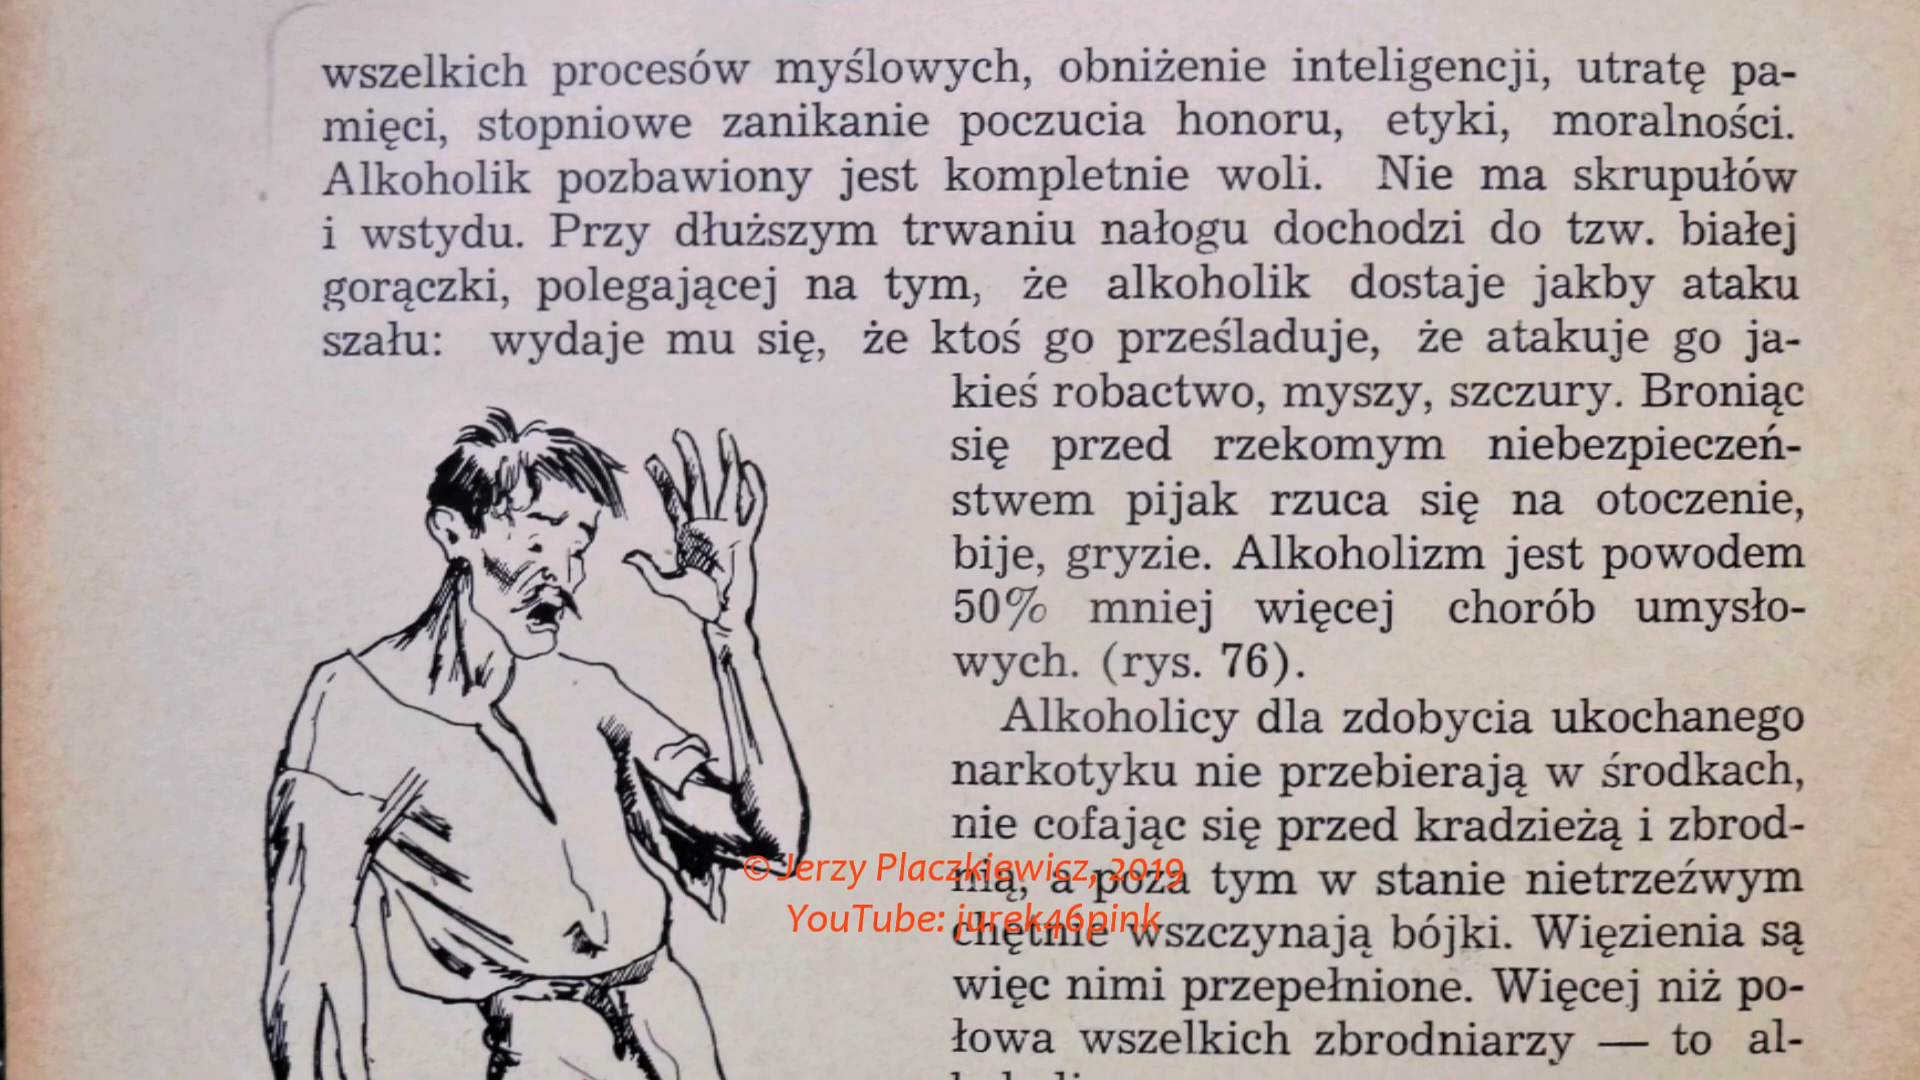 wszelkich procesów myślowych, obniżenie inteligencji, utratę pa-
mięci, stopniowe zanikanie poczucia honoru, etyki, moralności.
Alkoholik pozbawiony jest kompletnie woli. Nie ma skrupułów
i wstydu. Przy dłuższym trwaniu nałogu dochodzi do tzw. białej
gorączki, polegającej na tym, że alkoholik dostaje jakby ataku
szału: wydaje mu się, że ktoś go prześladuje, że atakuje go ja-
kieś robactwo, myszy, szczury. Broniąc
się przed rzekomym niebezpieczeń-
stwem pijak rzuca się na otoczenie,
bije, gryzie. Alkoholizm jest powodem
50% mniej więcej chorób umysło-
wych. (rys. 76).
Alkoholicy dla zdobycia ukochanego
narkotyku nie przebierają w środkach,
nie cofając się przed kradzieżą i zbrod-
nią, a poza tym w stanie nietrzeźwym
chętnie wszczynają bójki. Więzienia są
więc nimi przepełnione. Więcej niż po-
łowa wszelkich zbrodniarzy — to al-
© Jerzy Placzkiewicz, 2019
YouTube: jurek46pink